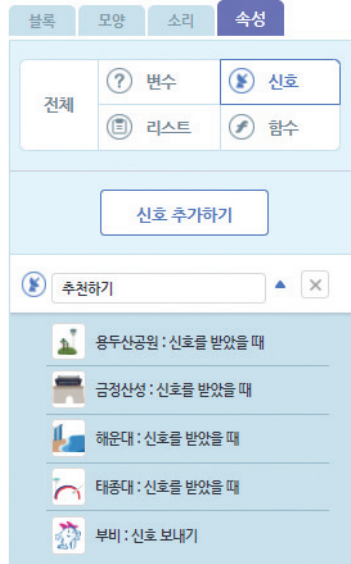 블록 모양 소리 속성
전체
변수 신호
리스트 함수
신호 추가하기
추천하기
용두산공원 : 신호를 받았을 때
금정산성 : 신호를 받았을 때
해운대 : 신호를 받았을 때
태종대 : 신호를 받았을 때
부비 : 신호 보내기